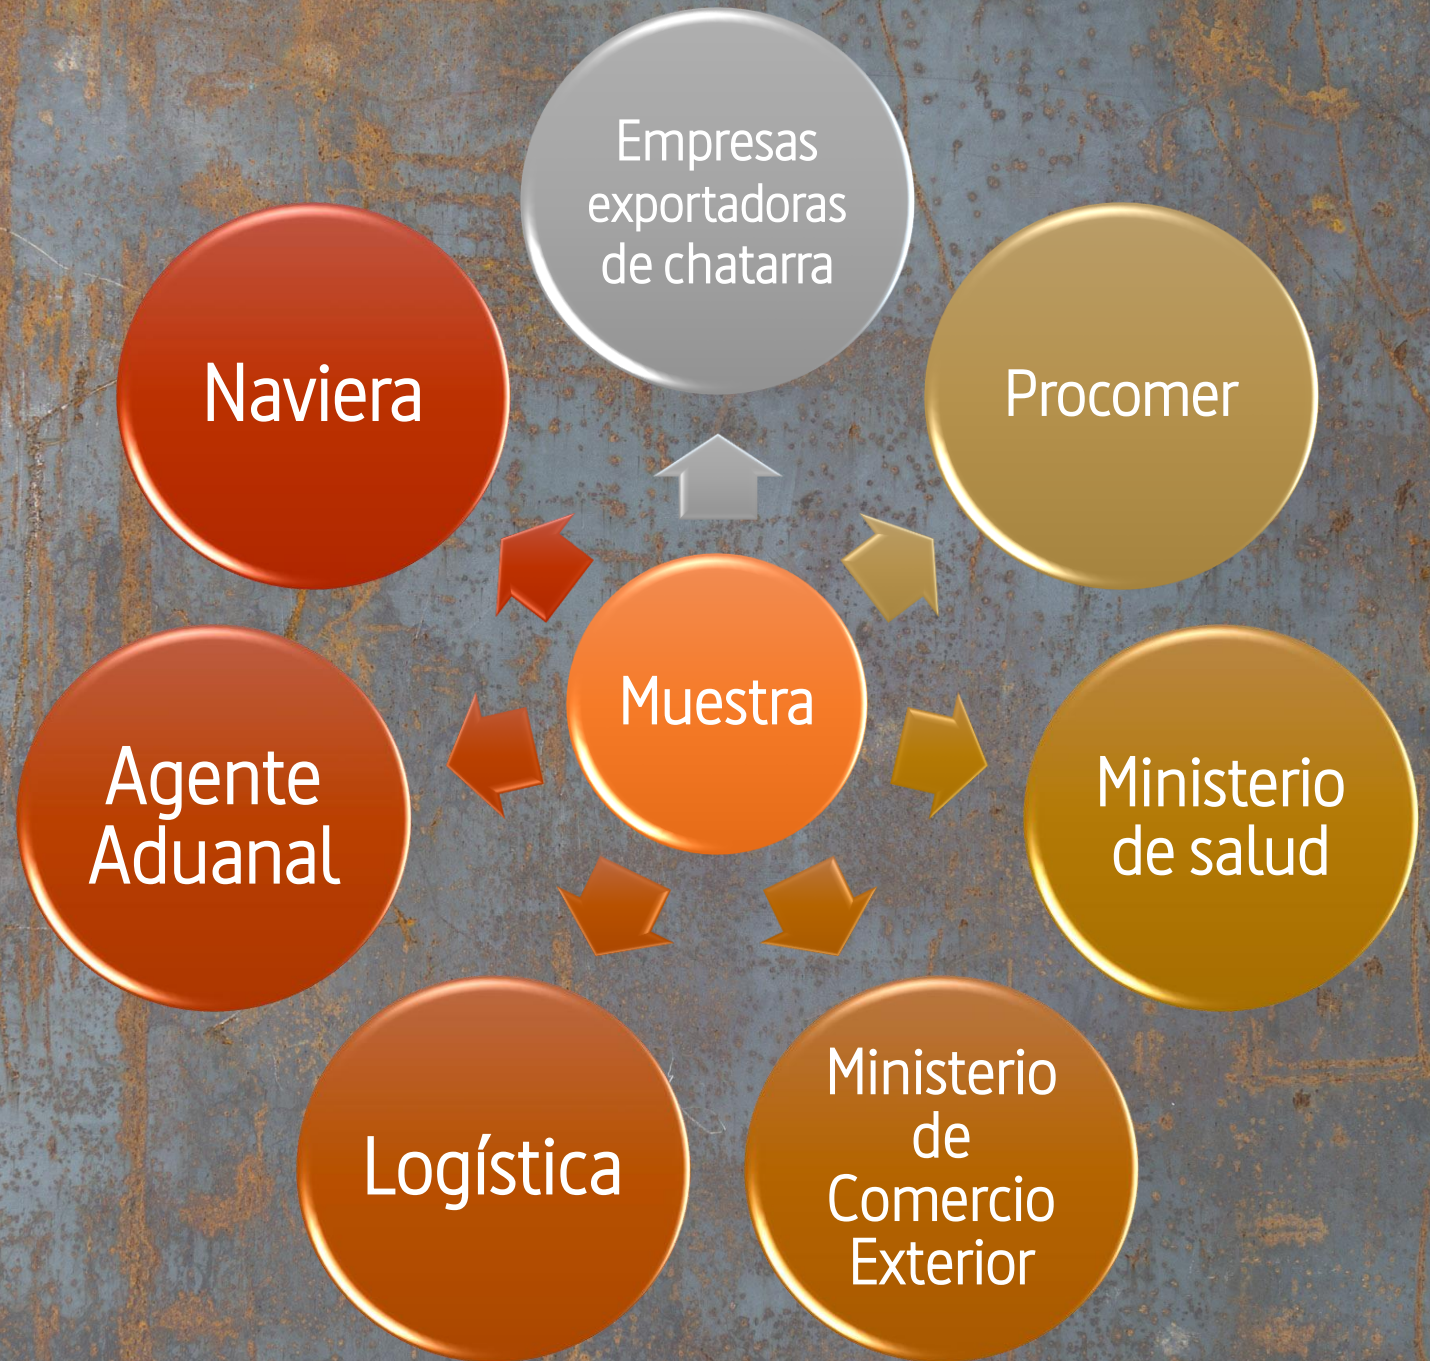 Empresas
exportadoras
de chatarra
Procomer
Ministerio
de salud
Ministerio
de
Comercio
Exterior
Logística
Agente
Aduanal
Naviera
Muestra